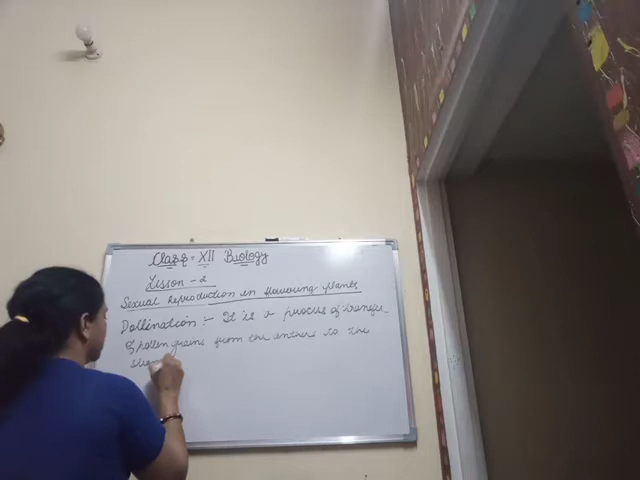 Class - XII Biology
Lesson - 2
Sexual Reproduction in flowering plants
Pollination :- It is a process of transfer
of pollen grains from the anthers to the